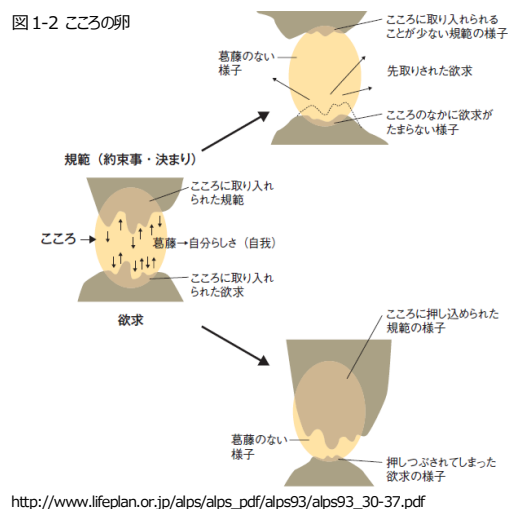 図1-2 こころの卵
こころに取り入れられる
ことが少ない規範の様子
葛藤のない
様子
先取りされた欲求
こころのなかに欲求が
たまらない様子
規範（約束事・決まり）
こころに取り入れ
られた規範
こころ
葛藤→自分らしさ（自我）
こころに取り入れ
られた欲求
欲求
こころに押し込められた
規範の様子
葛藤のない
様子
押しつぶされてしまった
欲求の様子
http://www.lifeplan.or.jp/alps/alps_pdf/alps93/alps93_30-37.pdf